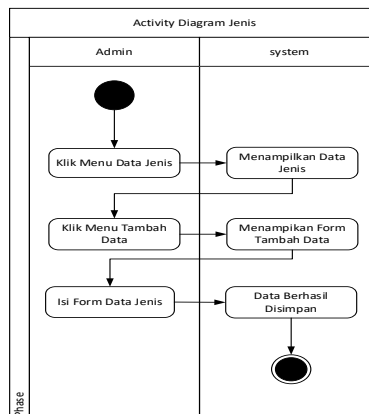 Activity Diagram Jenis
Admin
system
Klik Menu Data Jenis
Menampilkan Data
Jenis
Klik Menu Tambah
Data
Menampikan Form
Tambah Data
Isi Form Data Jenis
Data Berhasil
Disimpan
Phase